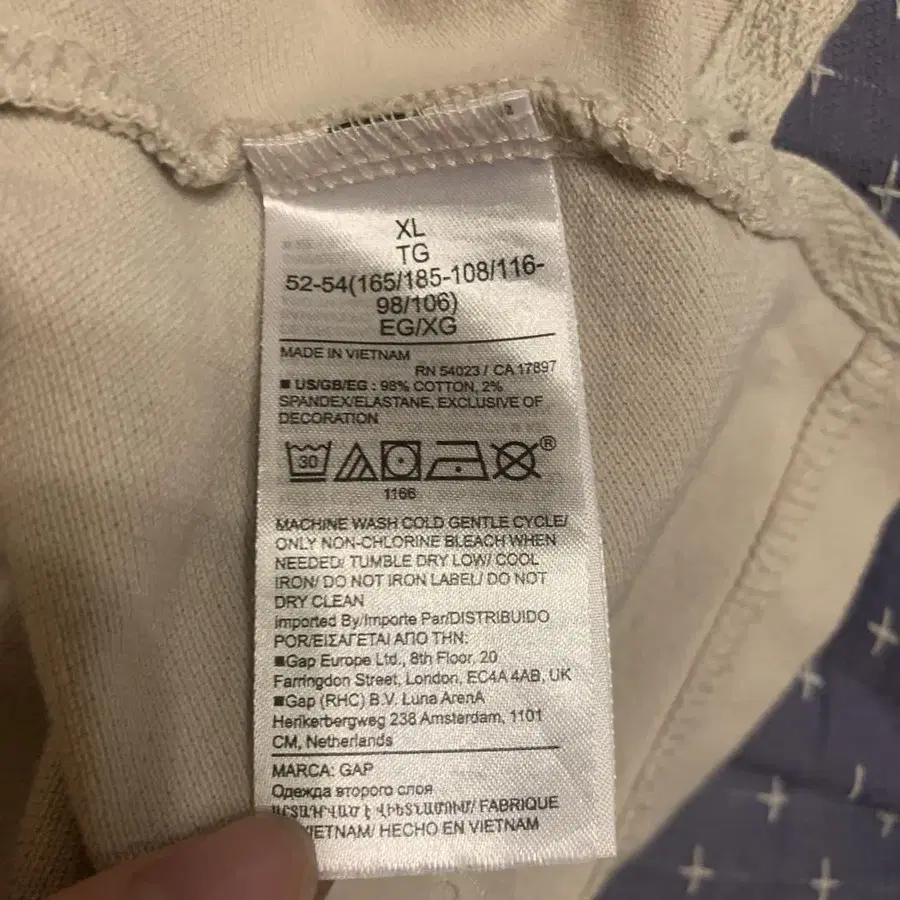 XL
TG
52-54(165/185-108/116-
98/106)
EG/XG
MADE IN VIETNAM
RN 54023 / CA 17897
■ US/GB/EG : 98% COTTON, 2%
SPANDEX/ELASTANE, EXCLUSIVE OF
DECORATION
30
®
1166
MACHINE WASH COLD GENTLE CYCLE/
ONLY NON-CHLORINE BLEACH WHEN
NEEDED/ TUMBLE DRY LOW/ COOL
IRON/ DO NOT IRON LABEL/ DO NOT
DRY CLEAN
Imported By/Importe Par/DISTRIBUIDO
POR/ΕΙΣΑΓΕΤΑΙ ΑΠΟ ΤΗΝ:
■Gap Europe Ltd., 8th Floor, 20
Farringdon Street, London, EC4A 4AB, UK
■Gap (RHC) B.V. Luna ArenA
Herikerbergweg 238 Amsterdam, 1101
CM, Netherlands
MARCA: GAP
Одежда второго слоя
ԱՐՏԱԴՐՎԱԾ Է ՎԻԵՏՆԱՄՈՒՄ/ FABRIQUE
VIETNAM/ HECHO EN VIETNAM